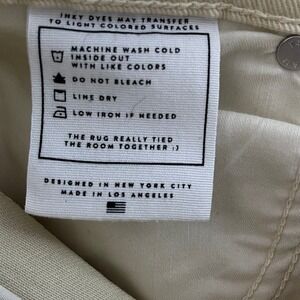 INKY DYES MAY TRANSFER
TO LIGHT COLORED SURFACES
MACHINE WASH COLD
INSIDE OUT
WITH LIKE COLORS
DO NOT BLEACH
LINE DRY
LOW IRON IF NEEDED
THE RUG REALLY TIED
THE ROOM TOGETHER :)
DESIGNED IN NEW YORK CITY
MADE IN LOS ANGELES